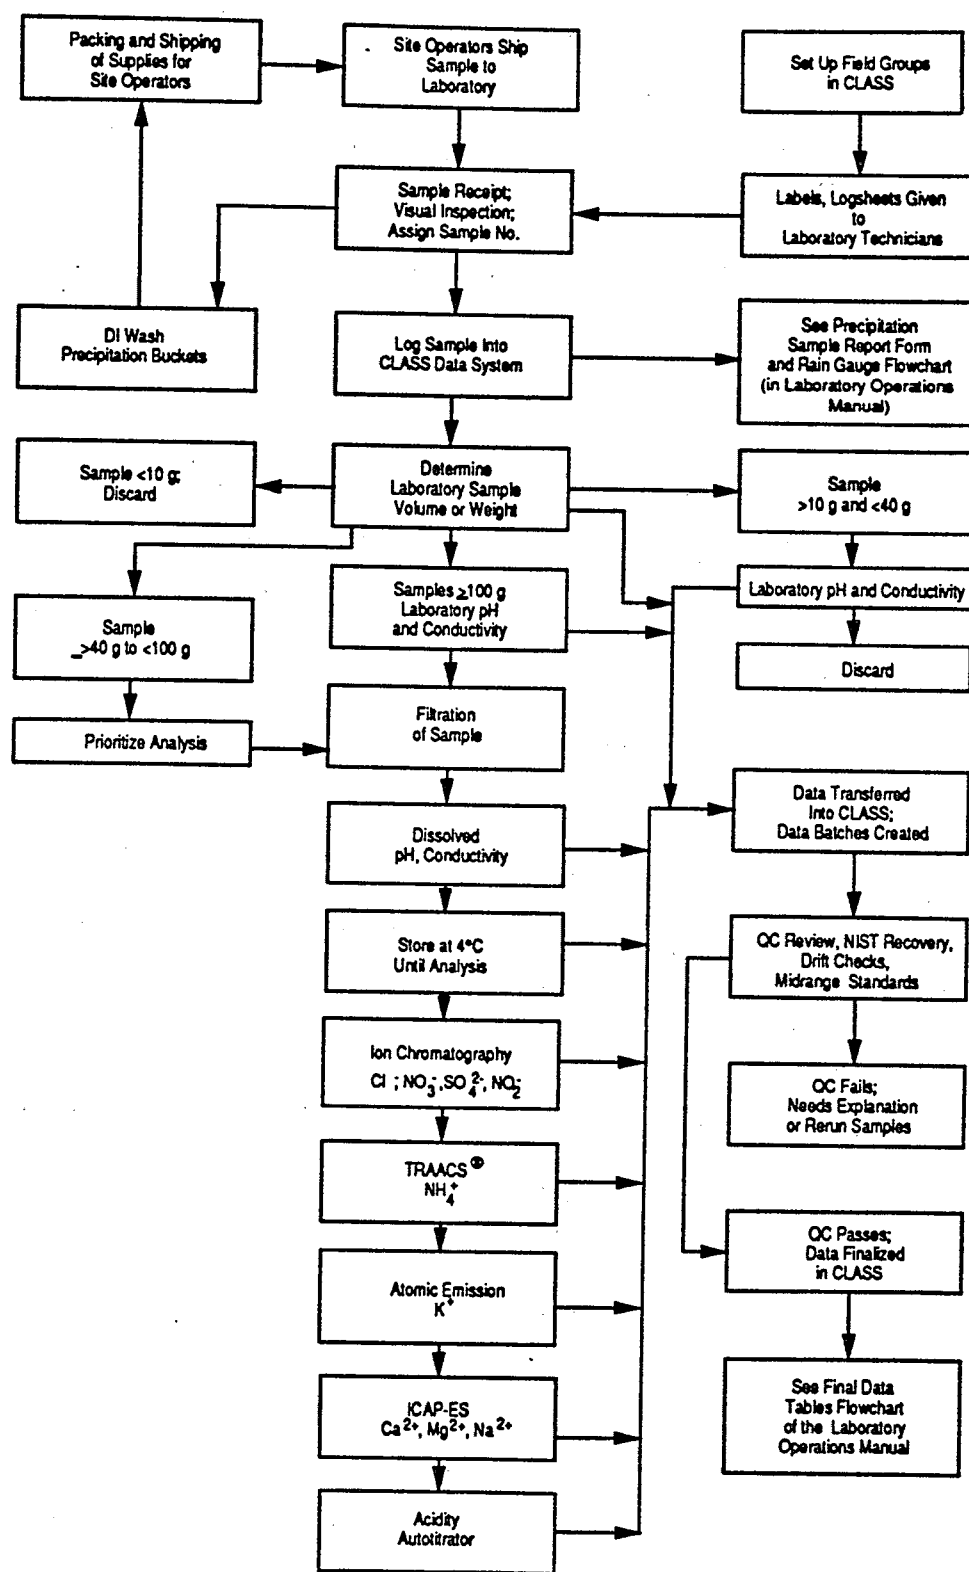 Packing and Shipping
of Supplies for
Site Operators
Site Operators Ship
Sample to
Laboratory
Set Up Field Groups
in CLASS
Sample Receipt;
Visual Inspection;
Assign Sample No.
Labels, Logsheets Given
to
Laboratory Technicians
DI Wash
Precipitation Buckets
Log Sample Into
CLASS Data System
See Precipitation
Sample Report Form
and Rain Gauge Flowchart
(in Laboratory Operations
Manual)
Sample <10 g;
Discard
Determine
Laboratory Sample
Volume or Weight
Sample
>10 g and <40 g
Samples ≥100 g
Laboratory pH
and Conductivity
Laboratory pH and Conductivity
Sample
_>40 g to <100 g
Discard
Prioritize Analysis
Filtration
of Sample
Data Transferred
Into CLASS;
Data Batches Created
Dissolved
pH, Conductivity
Store at 4°C
Until Analysis
QC Review, NIST Recovery,
Drift Checks,
Midrange Standards
Ion Chromatography
Cl⁻; NO₃⁻, SO₄²⁻, NO₂⁻
QC Fails;
Needs Explanation
or Rerun Samples
TRAACS®
NH₄⁺
QC Passes;
Data Finalized
in CLASS
Atomic Emission
K⁺
ICAP-ES
Ca²⁺, Mg²⁺, Na²⁺
See Final Data
Tables Flowchart
of the Laboratory
Operations Manual
Acidity
Autotitrator